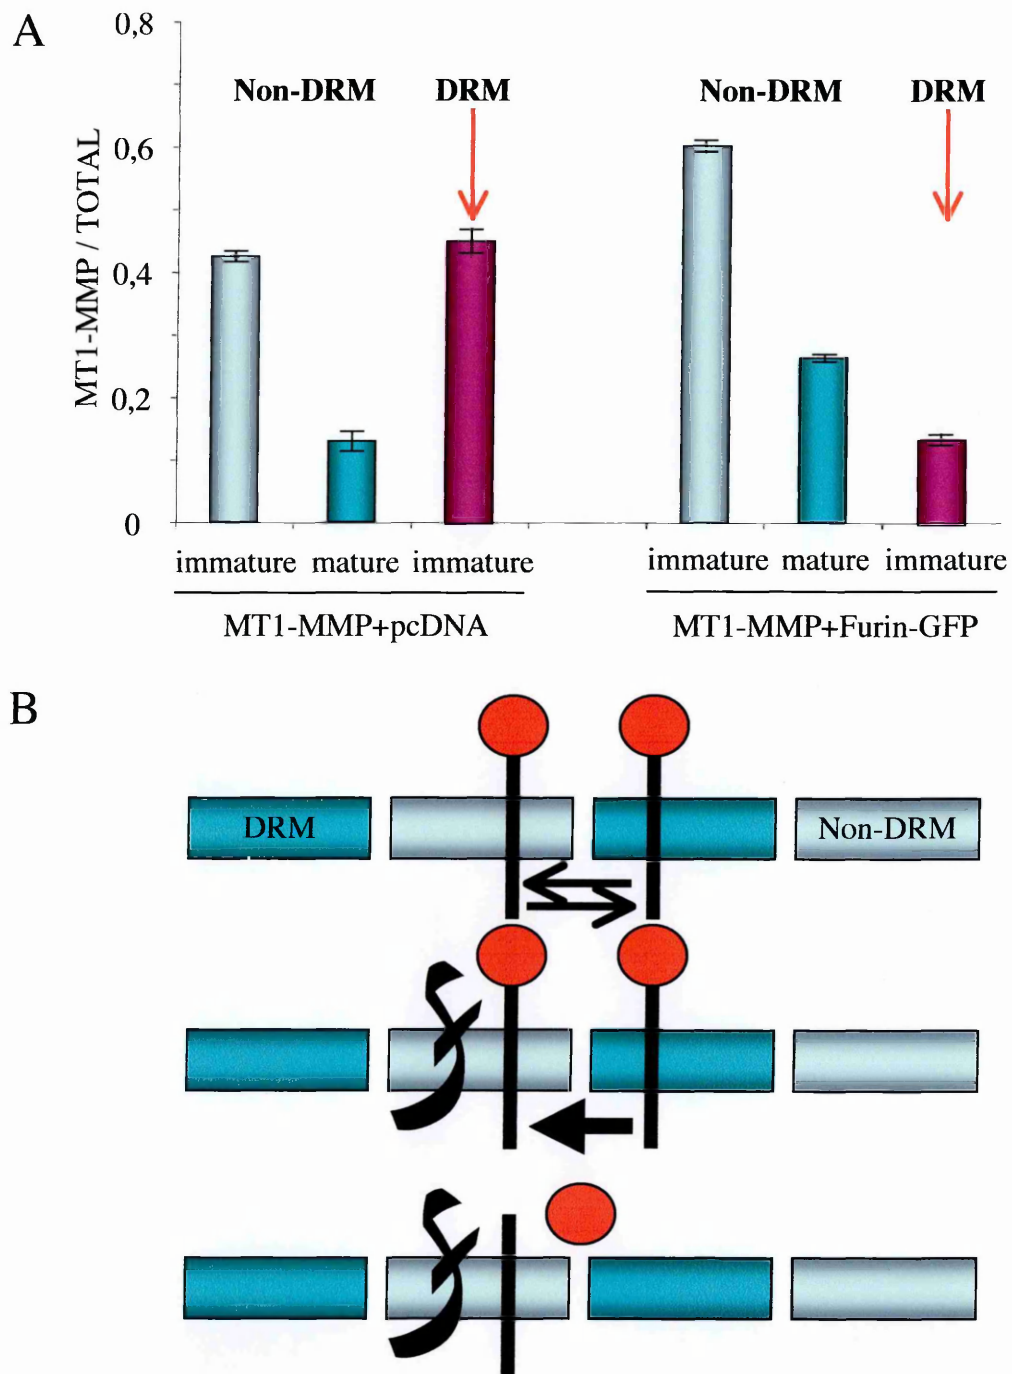 A
0,8
Non-DRM DRM Non-DRM DRM
0,6
MT1-MMP / TOTAL
0,4
0,2
0
immature mature immature immature mature immature
MT1-MMP+pcDNA MT1-MMP+Furin-GFP
B
DRM Non-DRM